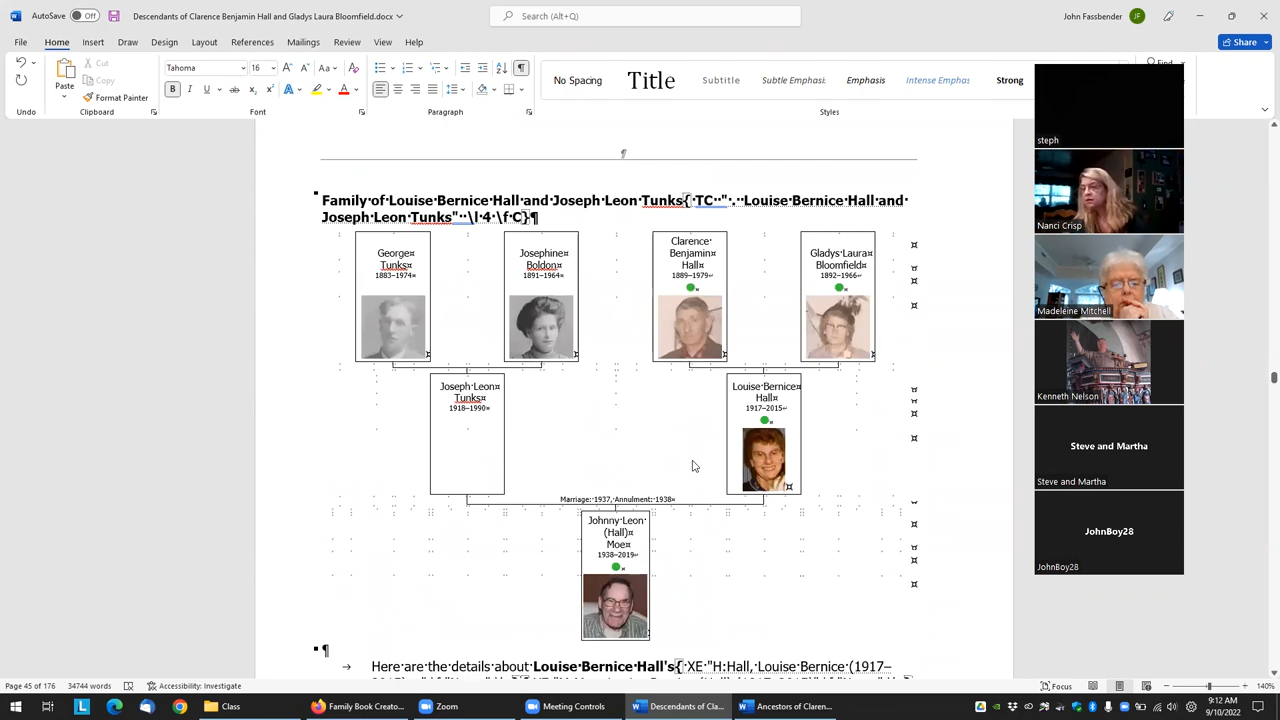 AutoSave Off
Descendants of Clarence Benjamin Hall and Gladys Laura Bloomfield.docx
Search (Alt+Q)
John Fassbender JF
File Home Insert Draw Design Layout References Mailings Review View Help
Share
Paste
Cut
Copy
Format Painter
Tahoma 16
No Spacing Title Subtitle Subtle Emphasis Emphasis Intense Emphas Strong
Undo Clipboard Font Paragraph Styles
Family·of·Louise·Bernice·Hall·and·Joseph·Leon·Tunks{·TC··"·.··Louise·Bernice·Hall·and·
Joseph·Leon·Tunks"··\l·4·\f·C}¶
George¤
Tunks¤
1883–1974¤
Josephine
Boldon¤
1891–1964¤
Clarence·
Benjamin
Hall¤
1889–1979
Gladys·Laura
Bloomfield¤
1892–1966
Joseph·Leon¤
Tunks¤
1918–1990¤
Louise·Bernice¤
Hall¤
1917–2015
Marriage:·1937,·Annulment:·1938¤
Johnny·Leon·
(Hall)¤
Moe¤
1938–2019
¶
Here·are·the·details·about·Louise·Bernice·Hall's{·XE·"H:Hall,·Louise·Bernice·(1917–
steph
Nanci Crisp
Madeleine Mitchell
Kenneth Nelson
Steve and Martha
Steve and Martha
JohnBoy28
JohnBoy28
Page 45 of 176 34744 words Accessibility: Investigate
Focus
140%
Class
Family Book Creato...
Zoom
Meeting Controls
Descendants of Cla...
Ancestors of Claren...
9:12 AM
9/10/2022